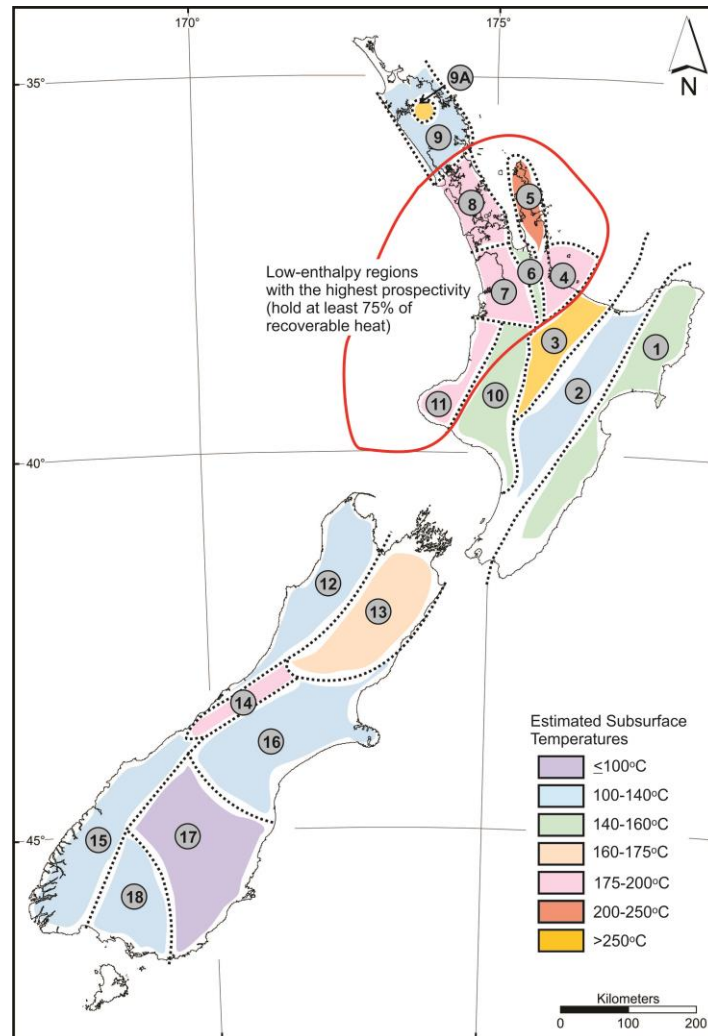 170°
175°
35°
9A
N
9
5
8
Low-enthalpy regions
with the highest prospectivity
(hold at least 75% of
recoverable heat)
6
4
7
3
1
2
10
11
40°
12
13
14
16
Estimated Subsurface
Temperatures
≤100°C
100-140°C
140-160°C
160-175°C
175-200°C
200-250°C
>250°C
45°
15
17
18
Kilometers
0 100 200